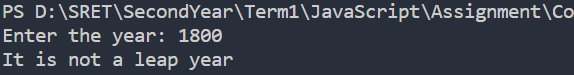 PS D:\SRET\SecondYear\Term1\JavaScript\Assignment\Co
Enter the year: 1800
It is not a leap year